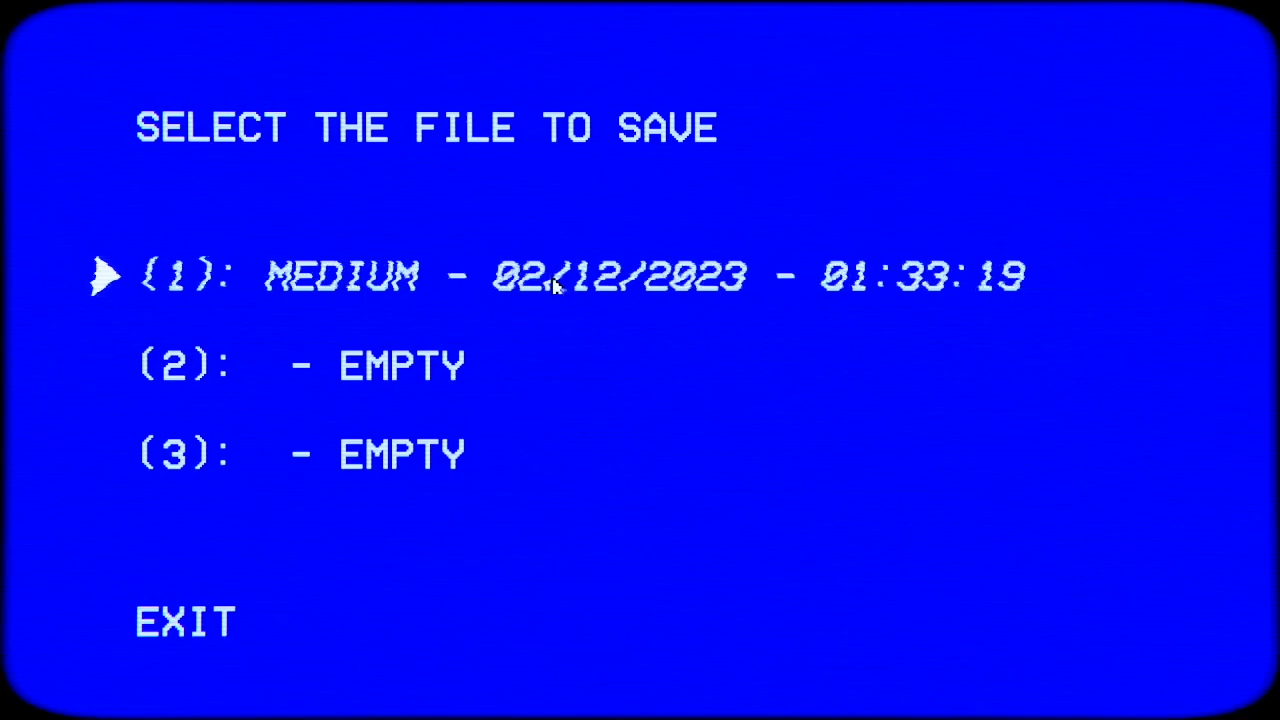 SELECT THE FILE TO SAVE
(1): MEDIUM - 02/12/2023 - 01:33:19
(2):  - EMPTY
(3):  - EMPTY
EXIT